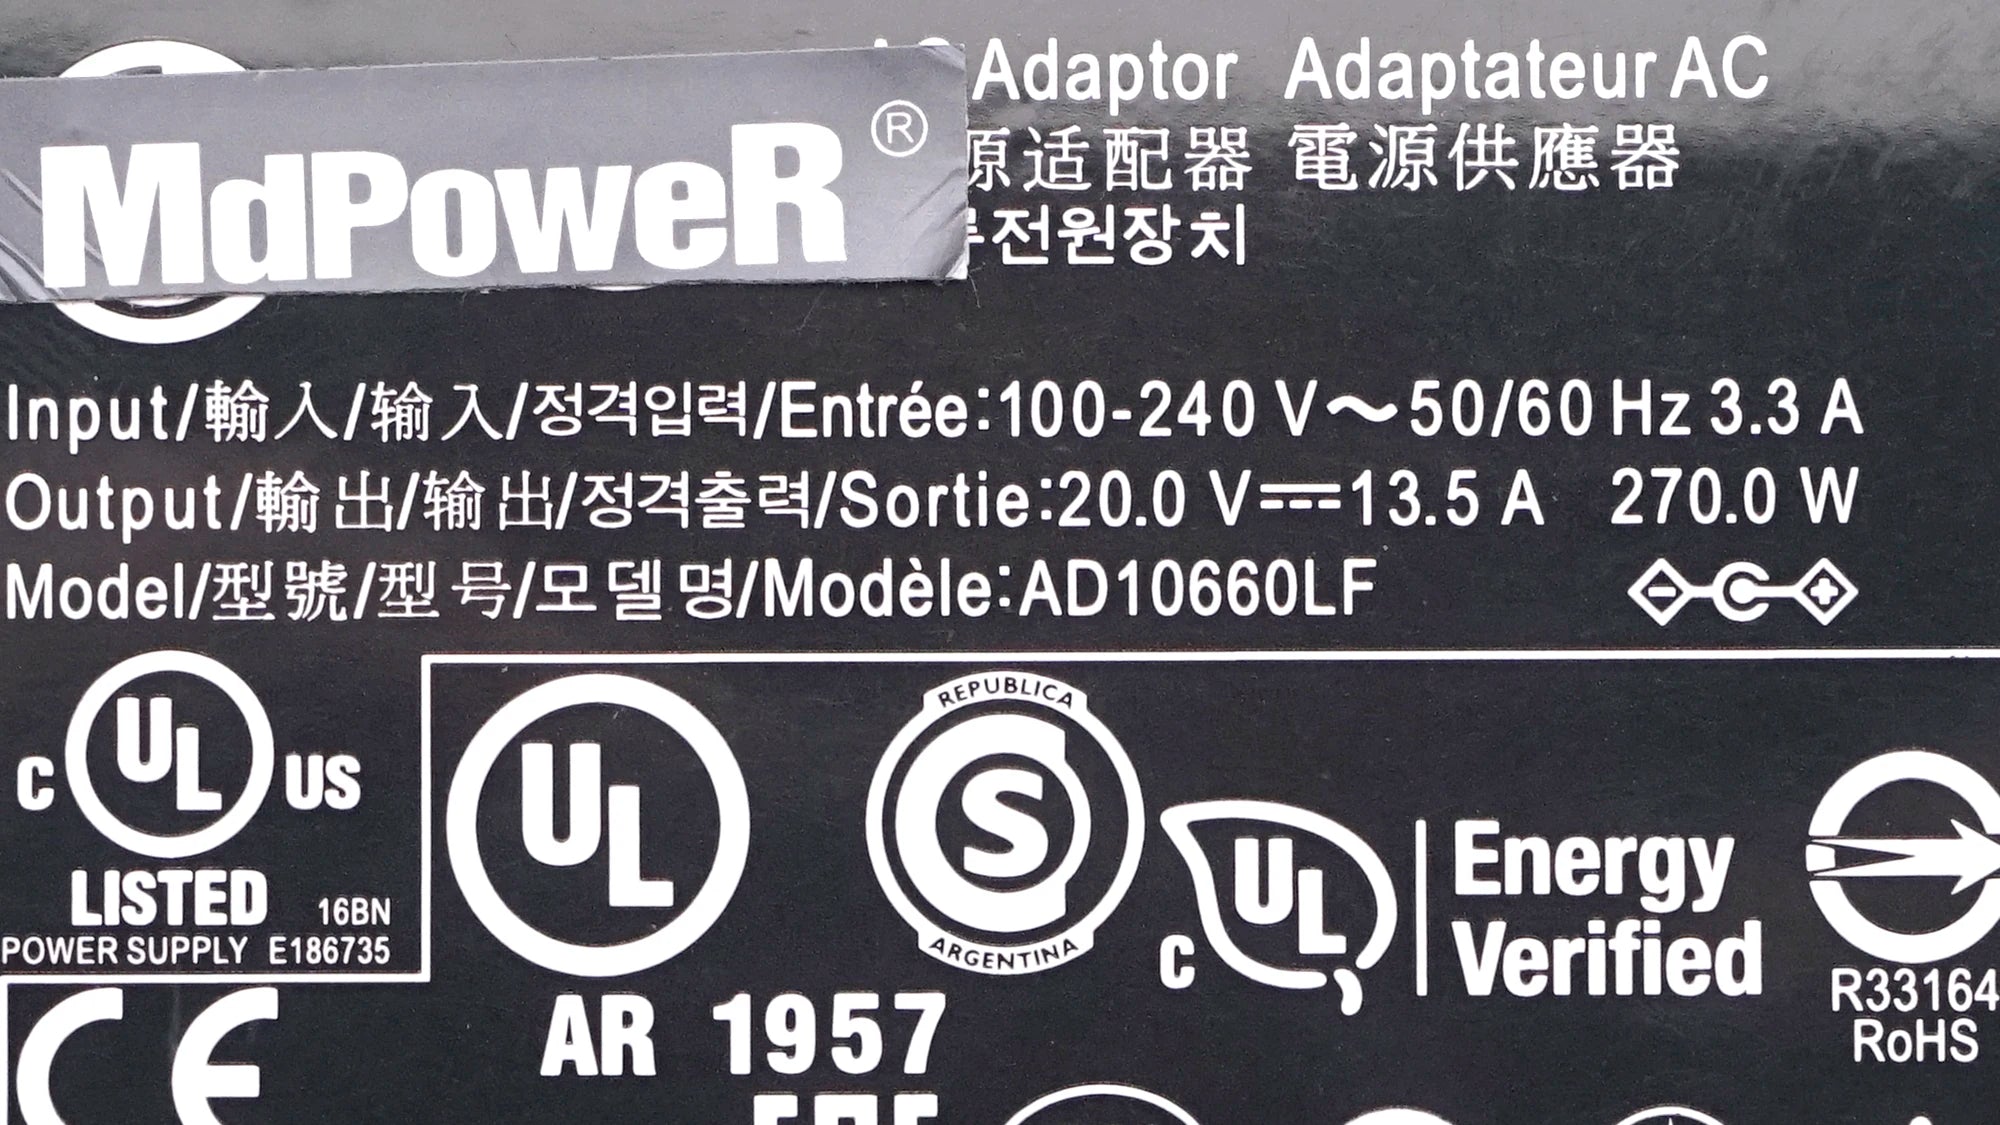 MdPoweR ®
Adaptor Adaptateur AC
源适配器 電源供應器
전원장치
Input/輸入/输入/정격입력/Entrée:100-240 V～50/60 Hz 3.3 A
Output/輸出/输出/정격출력/Sortie:20.0 V⎓13.5 A 270.0 W
Model/型號/型号/모델명/Modèle:AD10660LF
C UL US
LISTED 16BN
POWER SUPPLY E186735
UL
AR 1957
REPUBLICA
S
ARGENTINA
C UL Energy
Verified
R33164
RoHS
CE